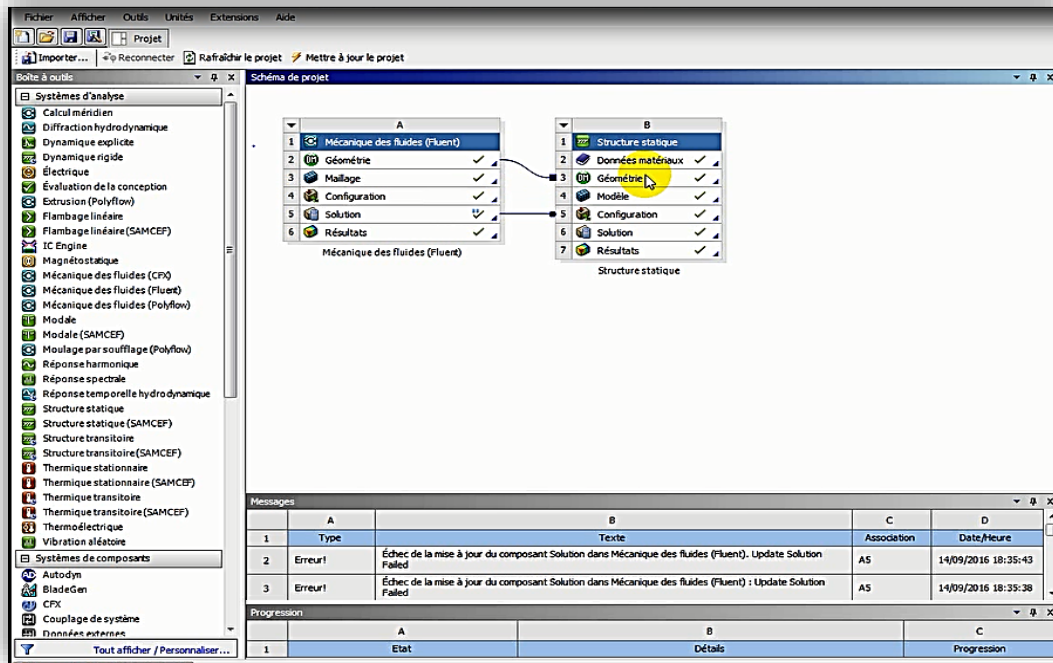 Fichier Afficher Outils Unités Extensions Aide
Projet
Importer... Reconnecter Rafraîchir le projet Mettre à jour le projet
Boîte à outils
Systèmes d'analyse
Calcul méridien
Diffraction hydrodynamique
Dynamique explicite
Dynamique rigide
Électrique
Évaluation de la conception
Extrusion (Polyflow)
Flambage linéaire
Flambage linéaire (SAMCEF)
IC Engine
Magnétostatique
Mécanique des fluides (CFX)
Mécanique des fluides (Fluent)
Mécanique des fluides (Polyflow)
Modale
Modale (SAMCEF)
Moulage par soufflage (Polyflow)
Réponse harmonique
Réponse spectrale
Réponse temporelle hydrodynamique
Structure statique
Structure statique (SAMCEF)
Structure transitoire
Structure transitoire (SAMCEF)
Thermique stationnaire
Thermique stationnaire (SAMCEF)
Thermique transitoire
Thermique transitoire (SAMCEF)
Thermoélectrique
Vibration aléatoire
Systèmes de composants
Autodyn
BladeGen
CFX
Couplage de système
Données externes
Tout afficher / Personnaliser...
Schéma de projet
A
1 Mécanique des fluides (Fluent)
2 Géométrie
3 Maillage
4 Configuration
5 Solution
6 Résultats
Mécanique des fluides (Fluent)
B
1 Structure statique
2 Données matériaux
3 Géométrie
4 Modèle
5 Configuration
6 Solution
7 Résultats
Structure statique
Messages
A B C D
1 Type Texte Association Date/Heure
2 Erreur! Échec de la mise à jour du composant Solution dans Mécanique des fluides (Fluent). Update Solution Failed A5 14/09/2016 18:35:43
3 Erreur! Échec de la mise à jour du composant Solution dans Mécanique des fluides (Fluent) : Update Solution Failed A5 14/09/2016 18:35:38
Progression
A B C
1 Etat Détails Progression